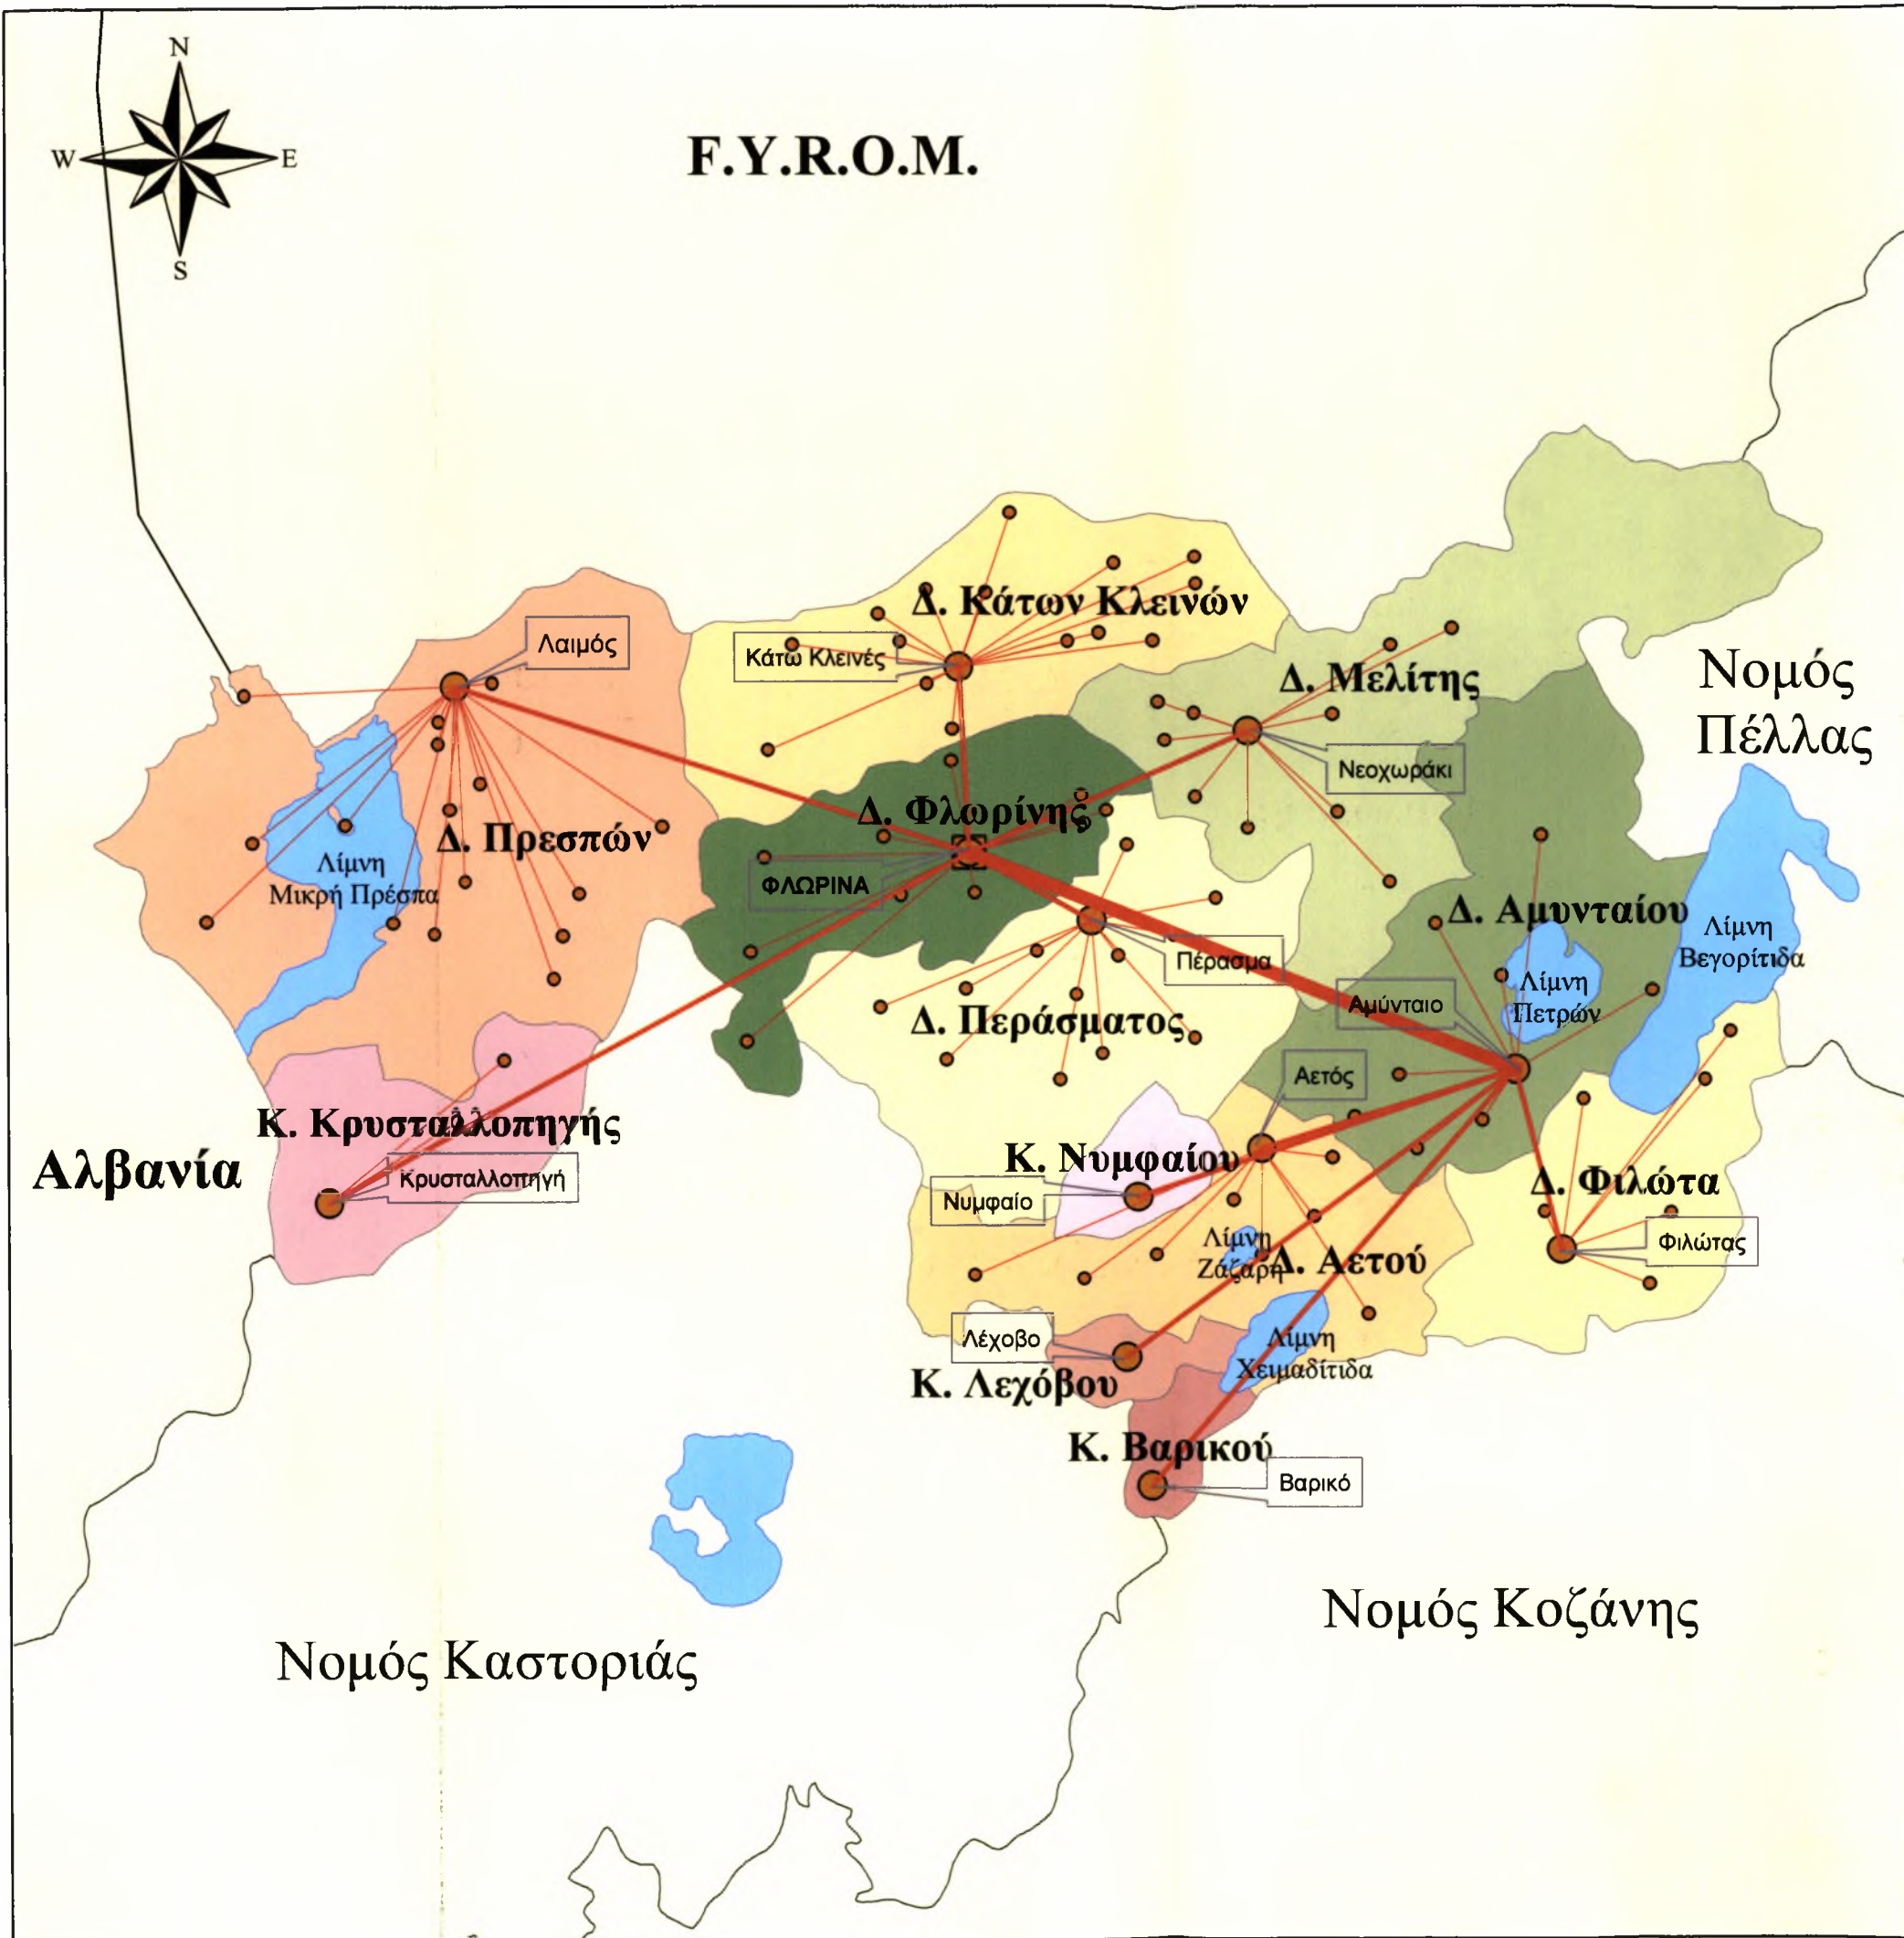 N
W
E
S
F.Y.R.O.M.
Λαιμός
Δ. Κάτων Κλεινών
Κάτω Κλεινές
Δ. Μελίτης
Νομός
Πέλλας
Νεοχωράκι
Δ. Φλωρίνης
Δ. Πρεσπών
Λίμνη
Μικρή Πρέσπα
ΦΛΩΡΙΝΑ
Δ. Αμυνταίου
Λίμνη
Βεγορίτιδα
Πέρασμα
Αμύνταιο
Λίμνη
Πετρών
Δ. Περάσματος
Αετός
Κ. Κρυσταλλοπηγής
Αλβανία
Κρυσταλλοπηγή
Κ. Νυμφαίου
Νυμφαίο
Δ. Φιλώτα
Φιλώτας
Λίμνη
Ζάζαρη
Δ. Αετού
Λέχοβο
Λίμνη
Χειμαδίτιδα
Κ. Λεχόβου
Κ. Βαρικού
Βαρικό
Νομός Κοζάνης
Νομός Καστοριάς